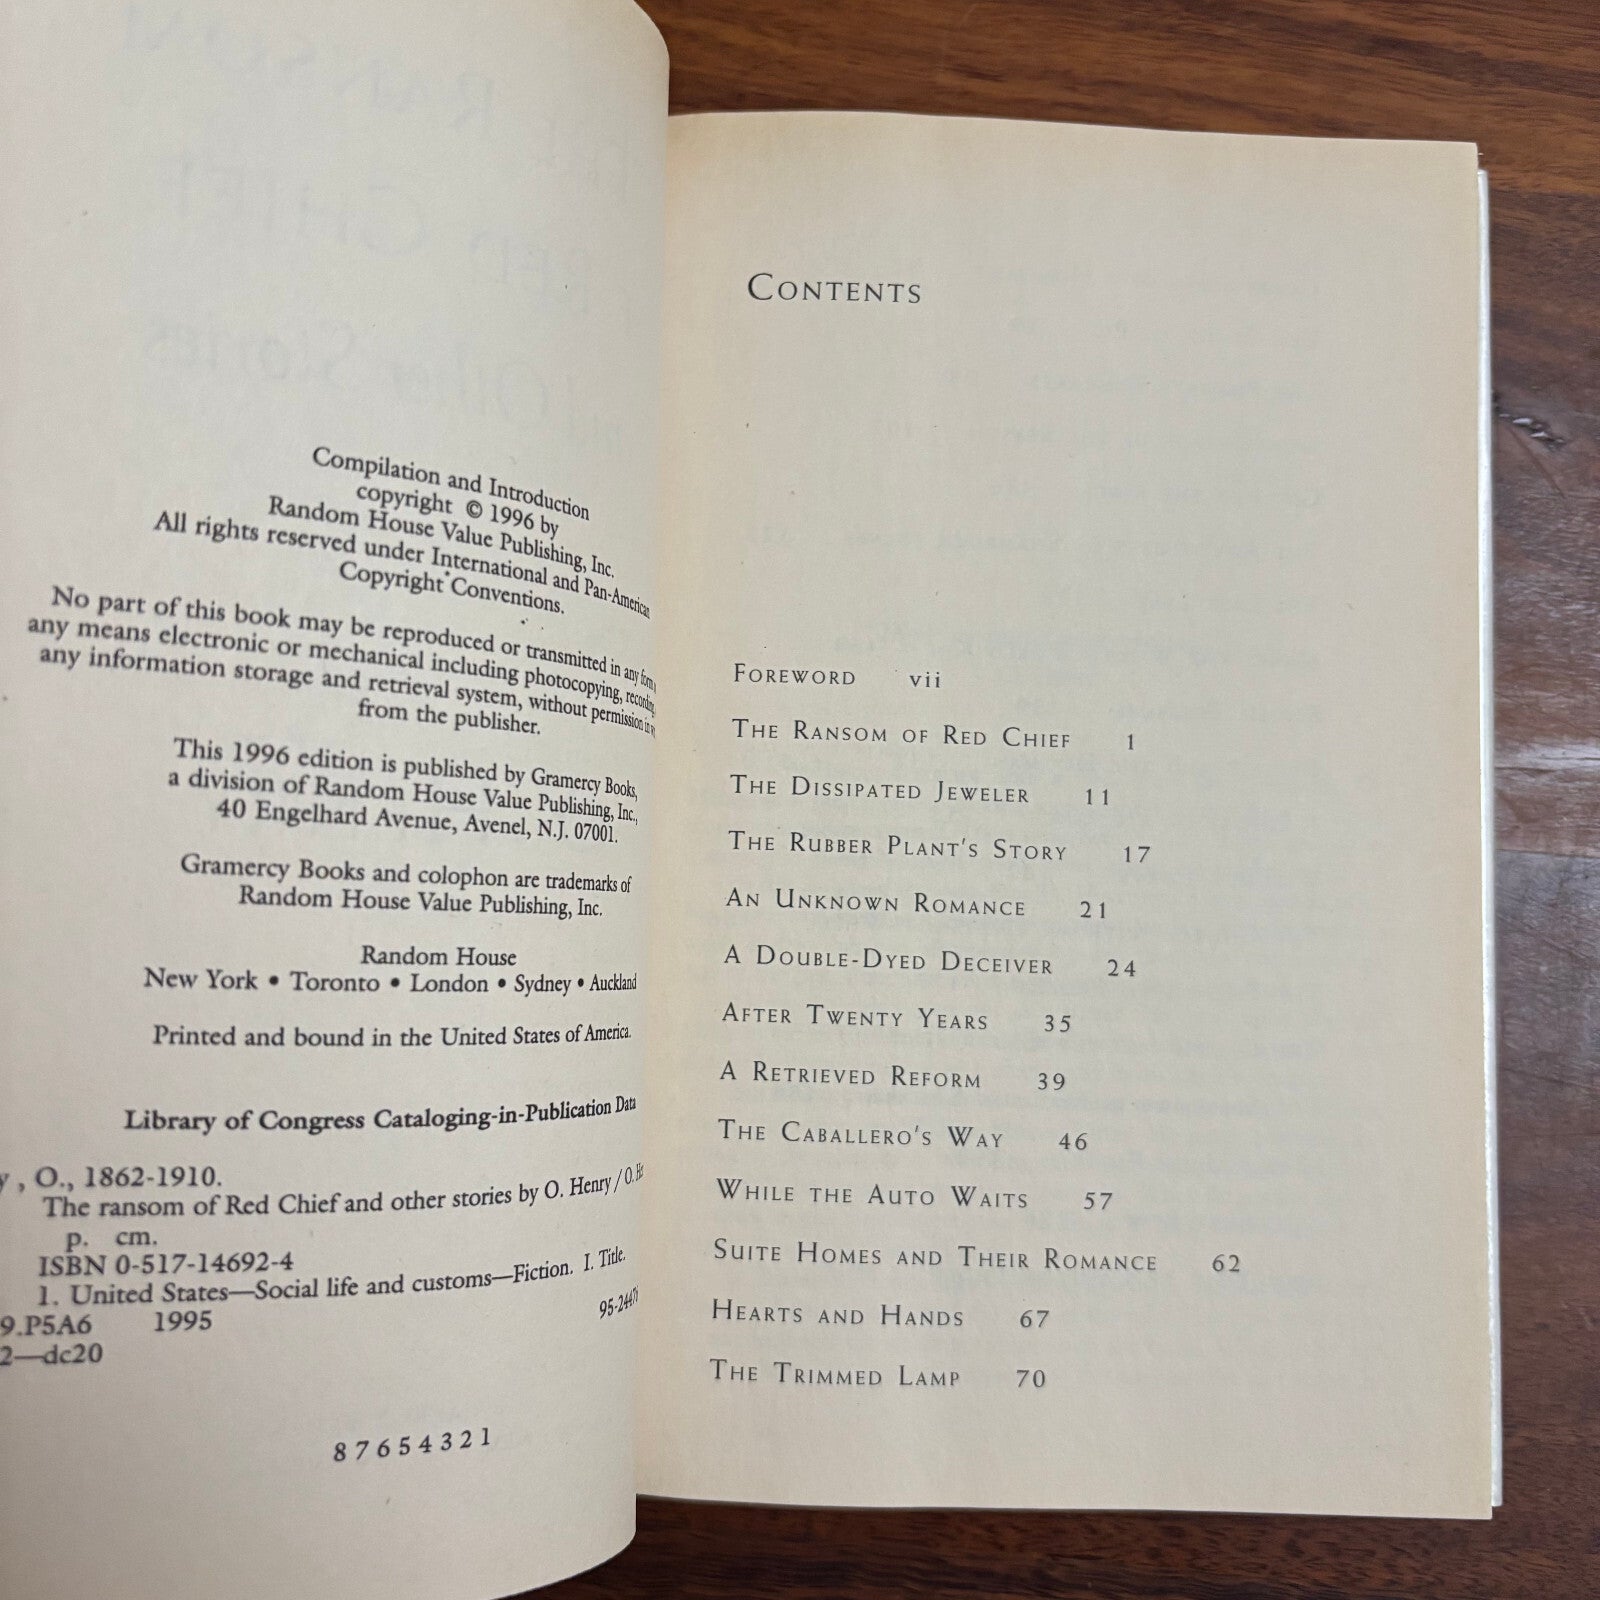 Compilation and Introduction
copyright © 1996 by
Random House Value Publishing, Inc.
All rights reserved under International and Pan-American
Copyright Conventions.
No part of this book may be reproduced or transmitted in any form
any means electronic or mechanical including photocopying, recording,
any information storage and retrieval system, without permission in
from the publisher.
This 1996 edition is published by Gramercy Books,
a division of Random House Value Publishing, Inc.,
40 Engelhard Avenue, Avenel, N.J. 07001.
Gramercy Books and colophon are trademarks of
Random House Value Publishing, Inc.
Random House
New York • Toronto • London • Sydney • Auckland
Printed and bound in the United States of America.
Library of Congress Cataloging-in-Publication Data
, O., 1862-1910.
The ransom of Red Chief and other stories by O. Henry / O.
p. cm.
ISBN 0-517-14692-4
1. United States—Social life and customs—Fiction. I. Title.
9.P5A6 1995
2—dc20
8 7 6 5 4 3 2 1
CONTENTS
FOREWORD vii
THE RANSOM OF RED CHIEF 1
THE DISSIPATED JEWELER 11
THE RUBBER PLANT'S STORY 17
AN UNKNOWN ROMANCE 21
A DOUBLE-DYED DECEIVER 24
AFTER TWENTY YEARS 35
A RETRIEVED REFORM 39
THE CABALLERO'S WAY 46
WHILE THE AUTO WAITS 57
SUITE HOMES AND THEIR ROMANCE 62
HEARTS AND HANDS 67
THE TRIMMED LAMP 70